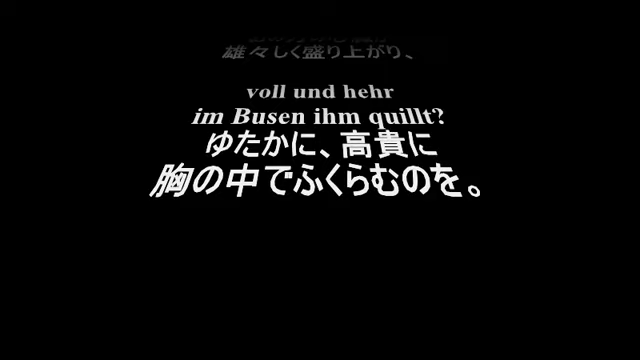 雄々しく盛り上がり、
voll und hehr
im Busen ihm quillt?
ゆたかに、高貴に
胸の中でふくらむのを。